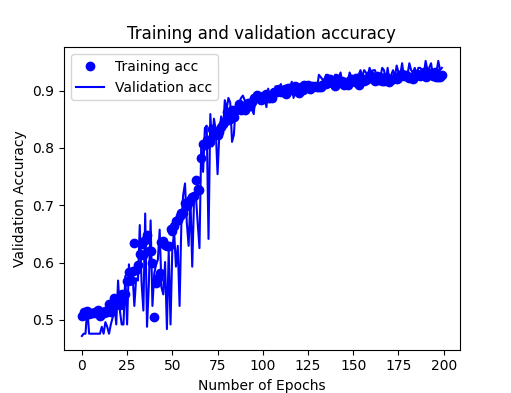 Training and validation accuracy
Training acc
Validation acc
0.9
0.8
0.7
0.6
0.5
Validation Accuracy
0 25 50 75 100 125 150 175 200
Number of Epochs